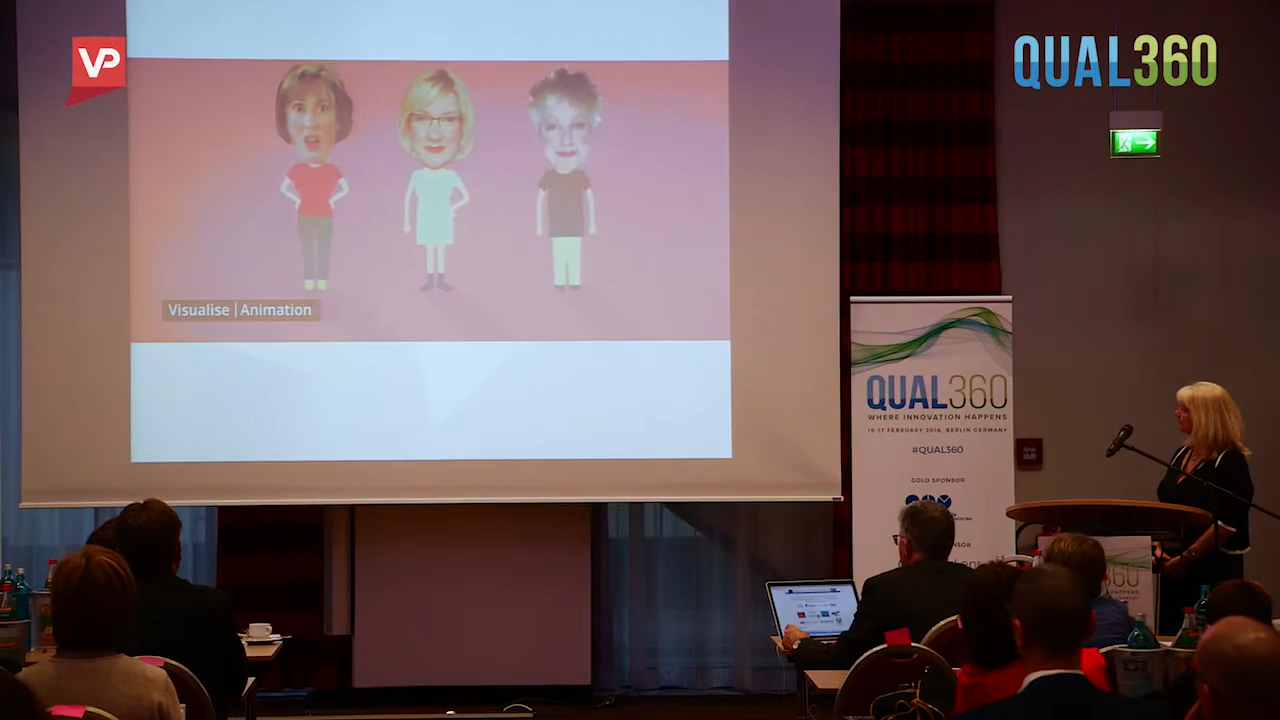 VP
QUAL360
Visualise | Animation
QUAL360
WHERE INNOVATION HAPPENS
16-17 FEBRUARY 2016, BERLIN GERMANY
#QUAL360
GOLD SPONSOR